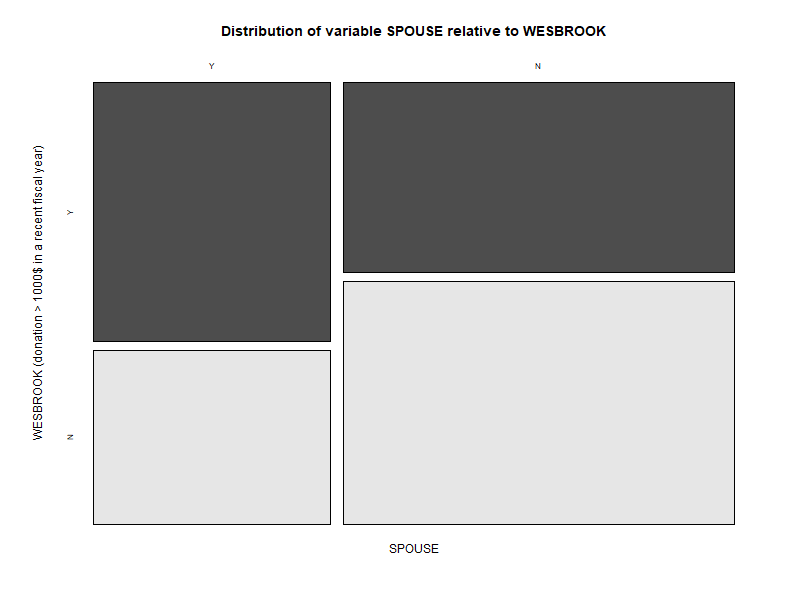 Distribution of variable SPOUSE relative to WESBROOK
Y
N
WESBROOK (donation > 1000$ in a recent fiscal year)
Y
N
SPOUSE